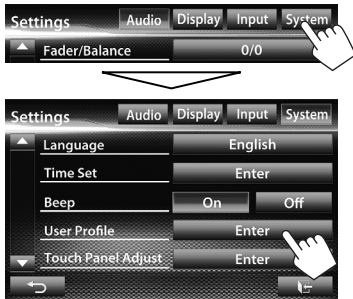 Settings Audio Display Input System
Fader/Balance 0/0
Settings Audio Display Input System
Language English
Time Set Enter
Beep On Off
User Profile Enter
Touch Panel Adjust Enter